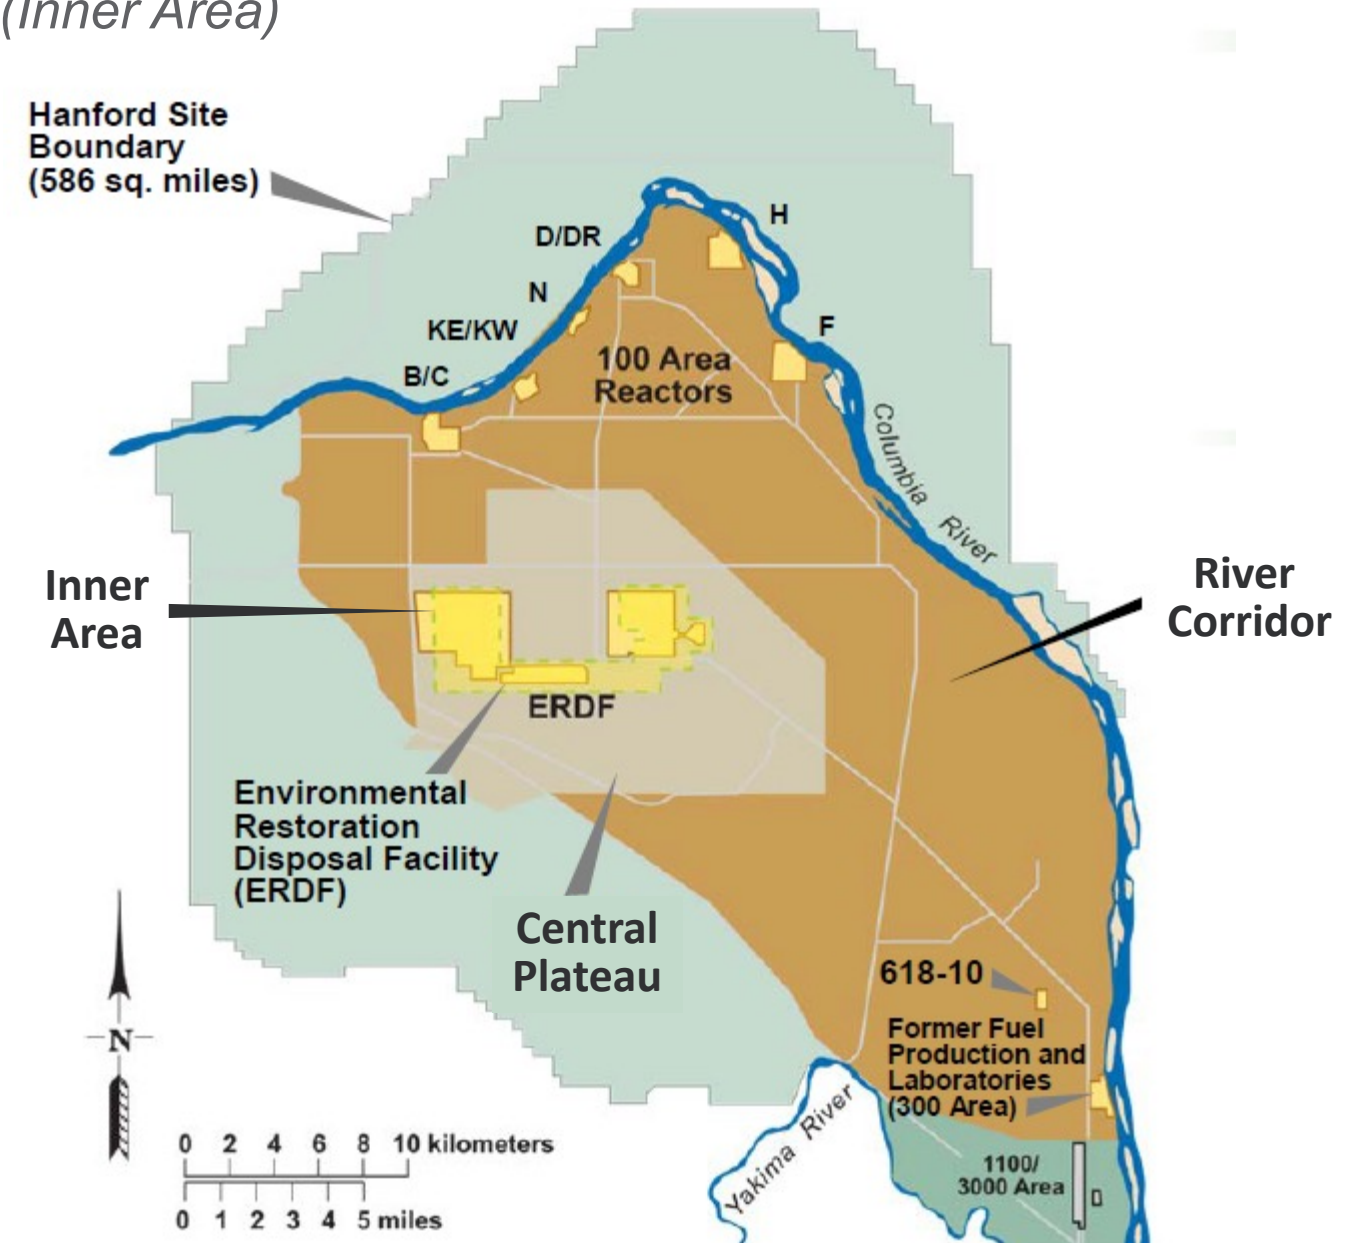 (Inner Area)
Hanford Site
Boundary
(586 sq. miles)
H
D/DR
N
F
KE/KW
100 Area
Reactors
B/C
Columbia River
Inner
Area
River
Corridor
ERDF
Environmental
Restoration
Disposal Facility
(ERDF)
Central
Plateau
618-10
Former Fuel
Production and
Laboratories
(300 Area)
N
Yakima River
0 2 4 6 8 10 kilometers
0 1 2 3 4 5 miles
1100/
3000 Area